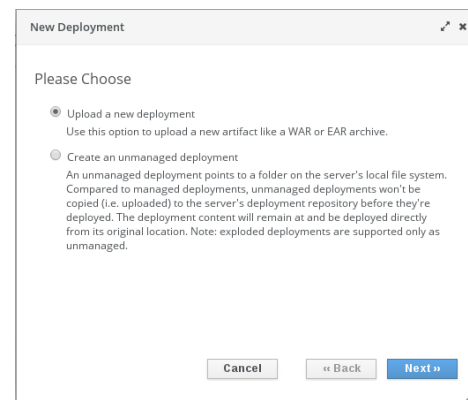 New Deployment
Please Choose
Upload a new deployment
Use this option to upload a new artifact like a WAR or EAR archive.
Create an unmanaged deployment
An unmanaged deployment points to a folder on the server's local file system.
Compared to managed deployments, unmanaged deployments won't be
copied (i.e. uploaded) to the server's deployment repository before they're
deployed. The deployment content will remain at and be deployed directly
from its original location. Note: exploded deployments are supported only as
unmanaged.
Cancel
‹‹ Back
Next ››